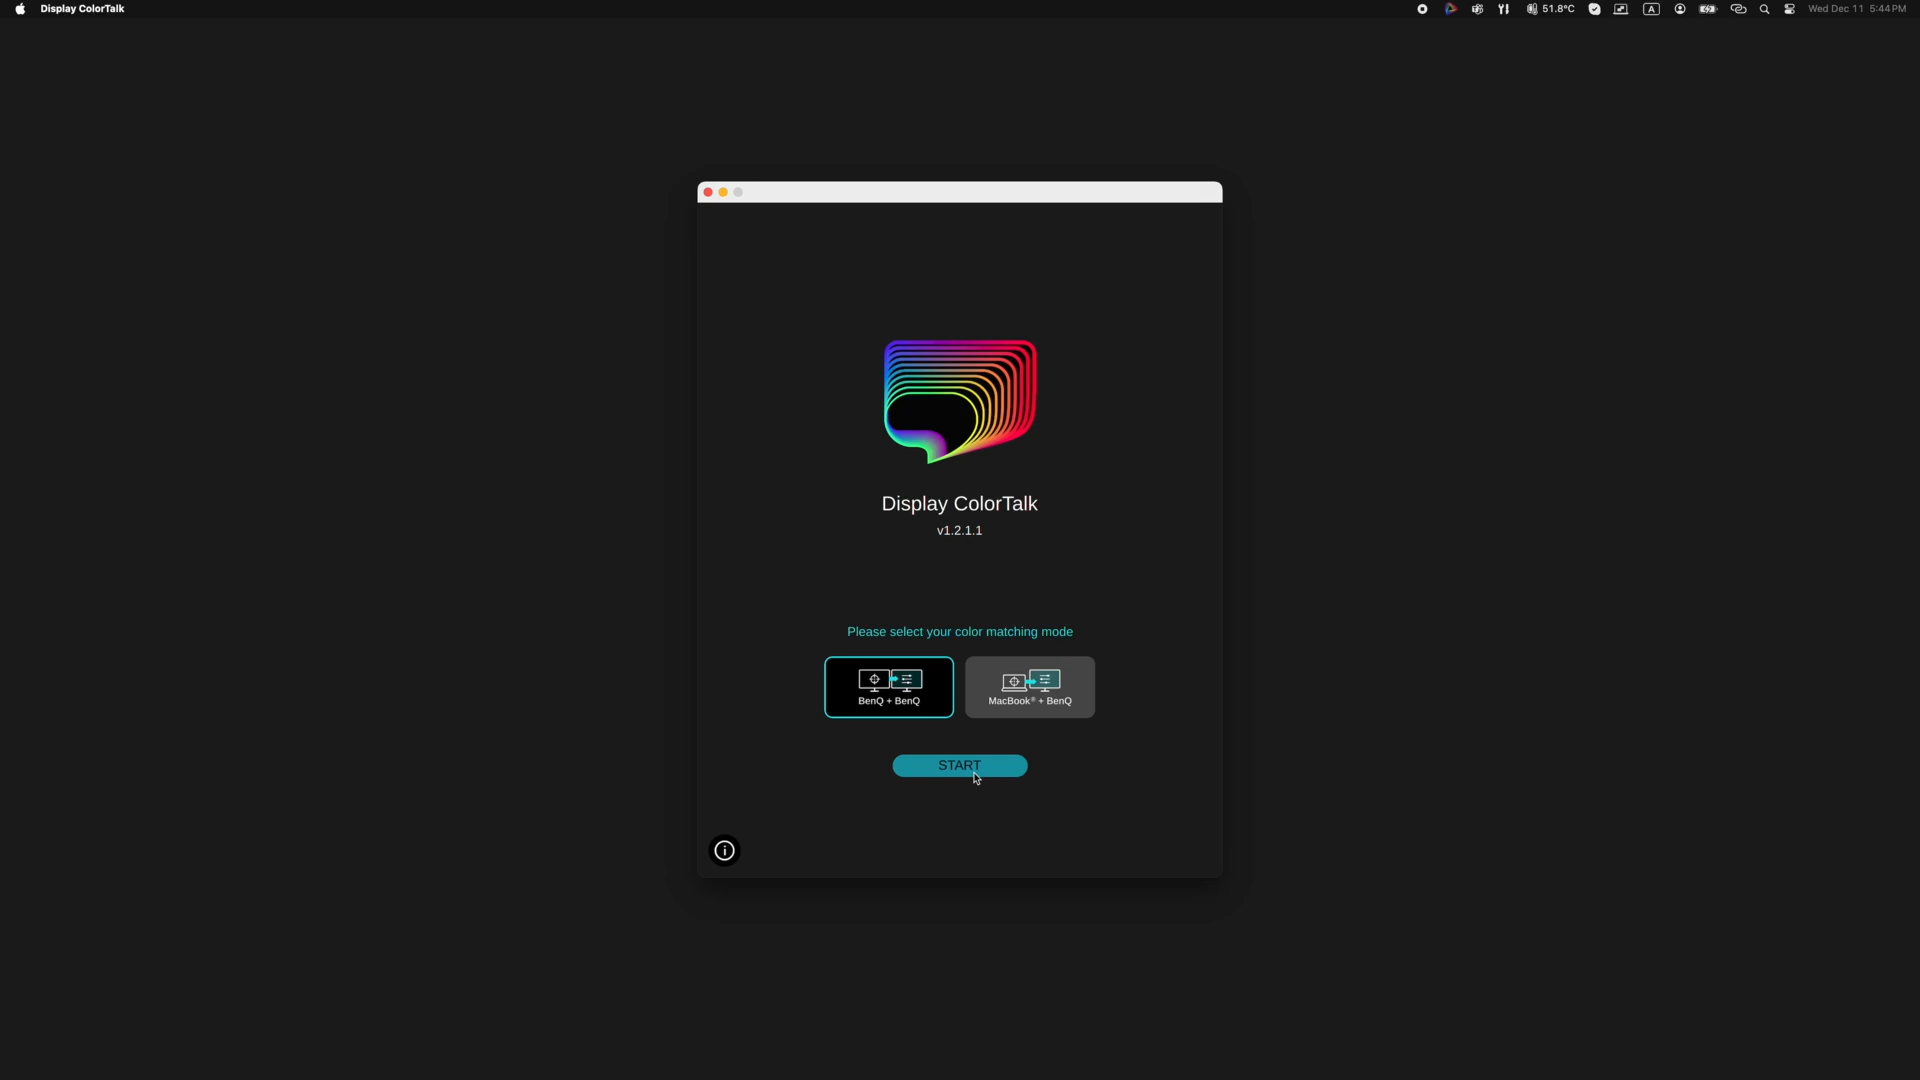 Display ColorTalk
51.8°C
A
Wed Dec 11 5:44 PM
Display ColorTalk
v1.2.1.1
Please select your color matching mode
BenQ + BenQ
MacBook® + BenQ
START